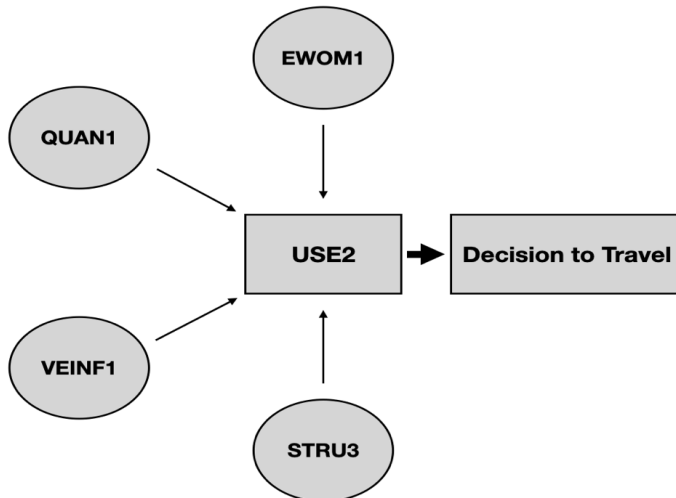 EWOM1
QUAN1
USE2
Decision to Travel
VEINF1
STRU3